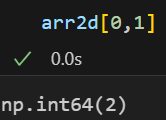 arr2d[0,1]
0.0s
np.int64(2)